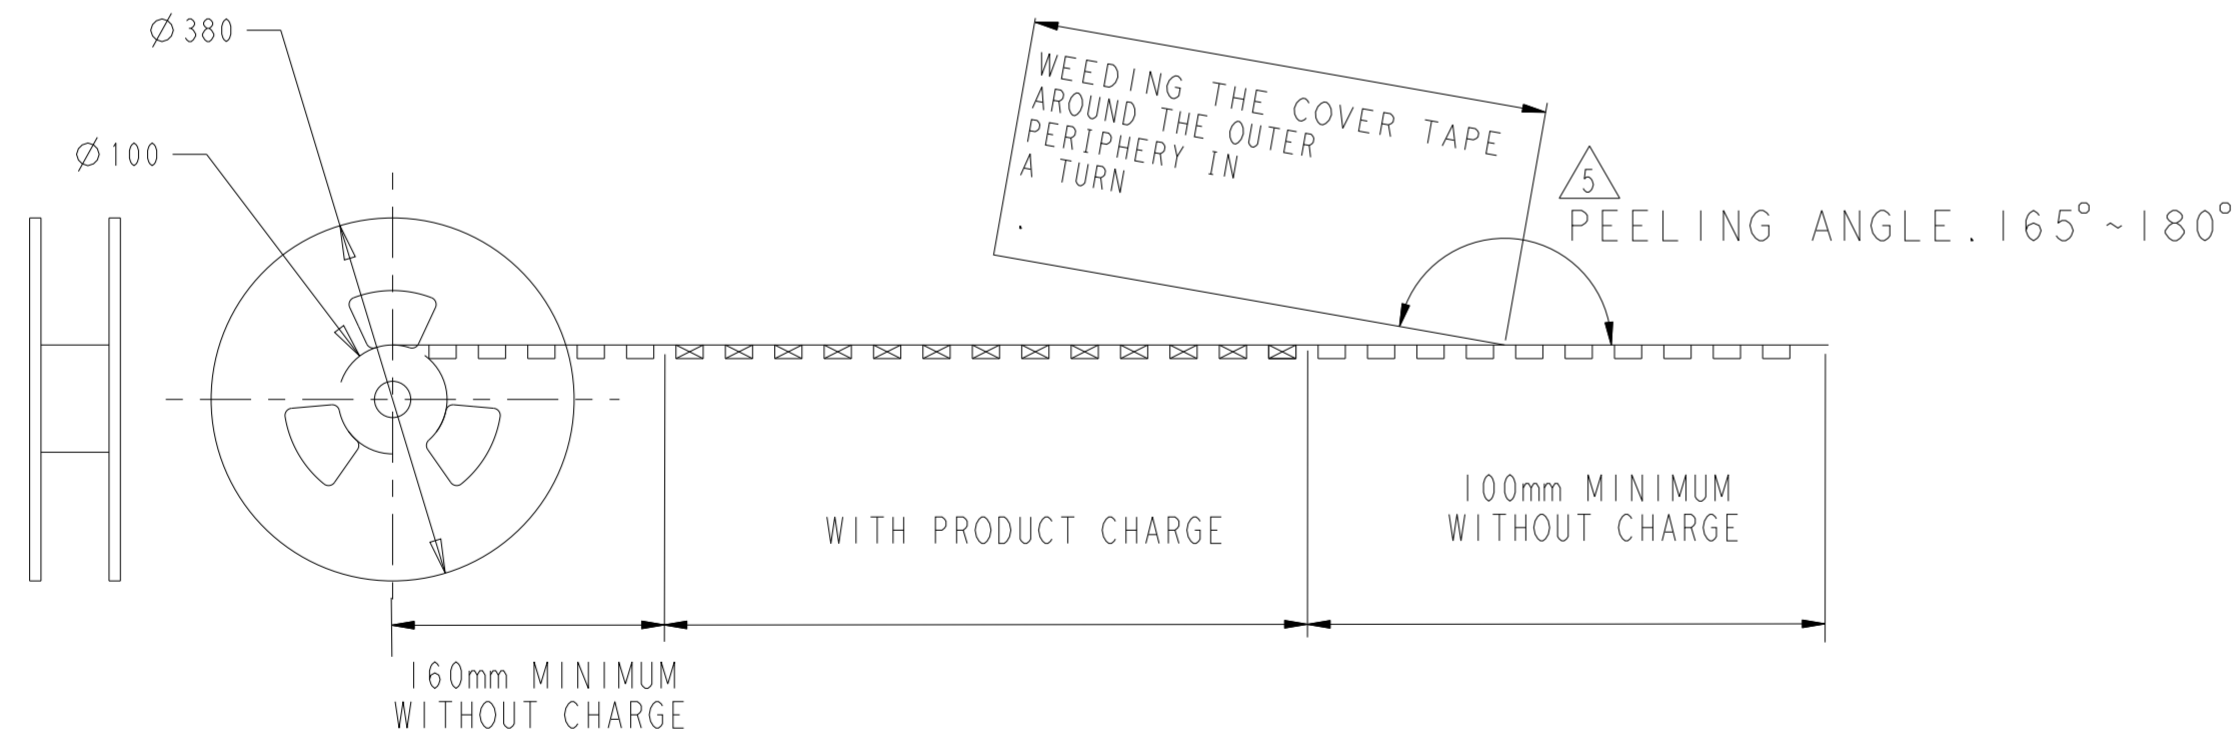 Ø380
Ø100
WEEDING THE COVER TAPE
AROUND THE OUTER
PERIPHERY IN
A TURN
.
5
PEELING ANGLE.165°~180°
WITH PRODUCT CHARGE
100mm MINIMUM
WITHOUT CHARGE
160mm MINIMUM
WITHOUT CHARGE